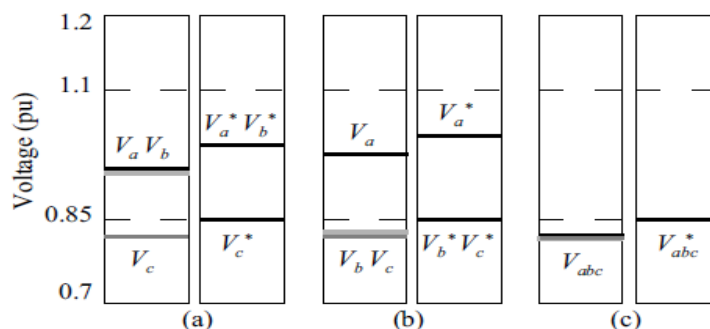 1.2
1.1
Voltage (pu)
0.85
0.7
V_a V_b
V_c
V_a^* V_b^*
V_c^*
(a)
V_a
V_b V_c
V_a^*
V_b^* V_c^*
(b)
V_abc
V_abc^*
(c)